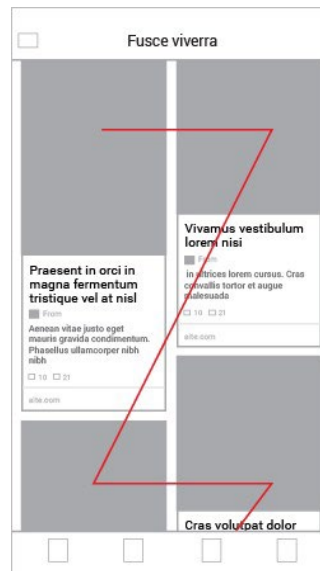 Fusce viverra
Praesent in orci in
magna fermentum
tristique vel at nisl
From
Aenean vitae justo eget
mauris gravida condimentum.
Phasellus ullamcorper nibh
nibh
10 21
site.com
Vivamus vestibulum
lorem nisi
From
in ultrices lorem cursus. Cras
convallis tortor et augue
malesuada
10 21
site.com
Cras volutpat dolor